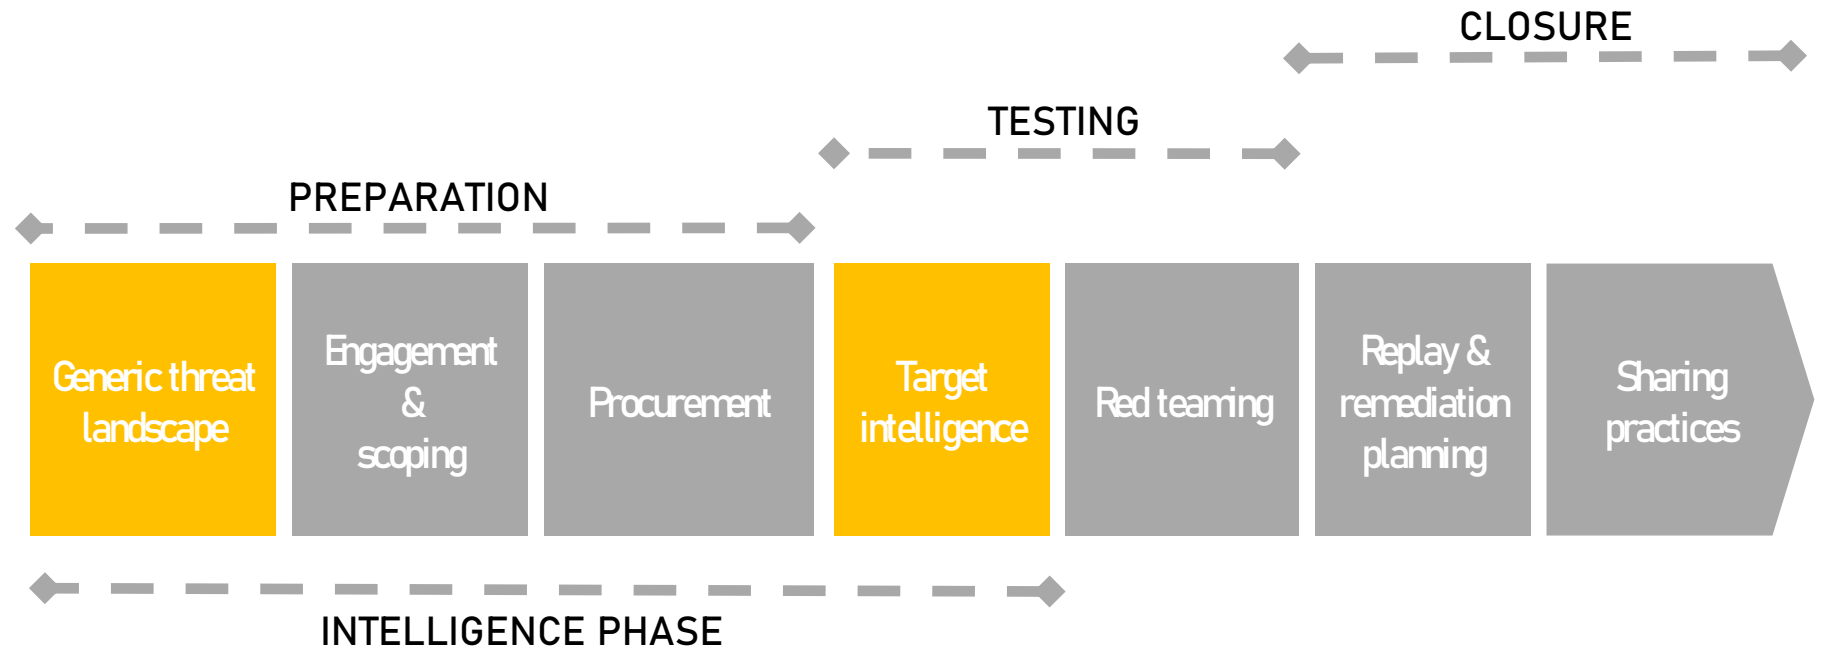 CLOSURE
TESTING
PREPARATION
Generic threat
landscape
Engagement
&
scoping
Procurement
Target
intelligence
Red teaming
Replay &
remediation
planning
Sharing
practices
INTELLIGENCE PHASE